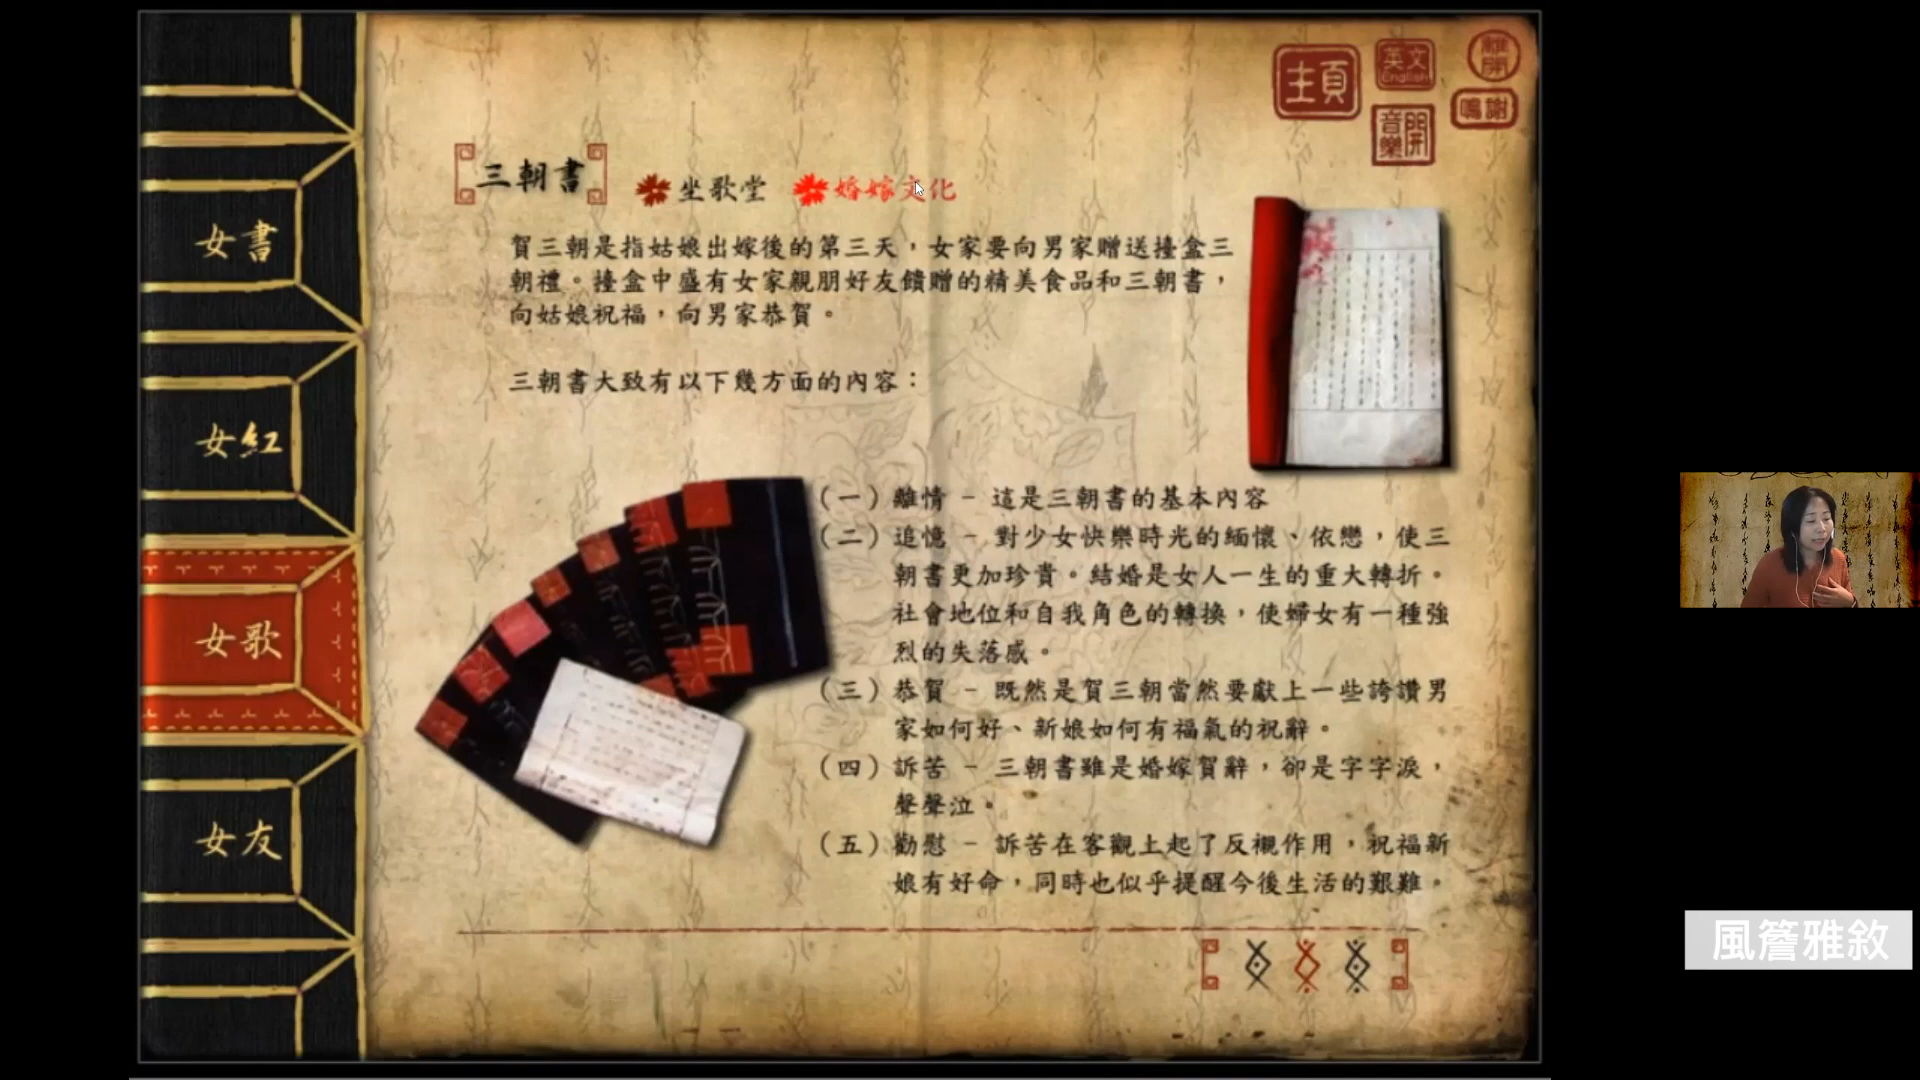 主頁
英文
English
離開
鳴謝
音樂開
三朝書
坐歌堂
婚嫁文化
賀三朝是指姑娘出嫁後的第三天，女家要向男家贈送擡盒三
朝禮。擡盒中盛有女家親朋好友饋贈的精美食品和三朝書，
向姑娘祝福，向男家恭賀。
三朝書大致有以下幾方面的內容：
（一）離情 – 這是三朝書的基本內容
（二）追憶 – 對少女快樂時光的緬懷、依戀，使三
朝書更加珍貴。結婚是女人一生的重大轉折。
社會地位和自我角色的轉換，使婦女有一種強
烈的失落感。
（三）恭賀 – 既然是賀三朝當然要獻上一些誇讚男
家如何好、新娘如何有福氣的祝辭。
（四）訴苦 – 三朝書雖是婚嫁賀辭，卻是字字淚，
聲聲泣。
（五）勸慰 – 訴苦在客觀上起了反襯作用，祝福新
娘有好命，同時也似乎提醒今後生活的艱難。
女書
女紅
女歌
女友
風簷雅敘